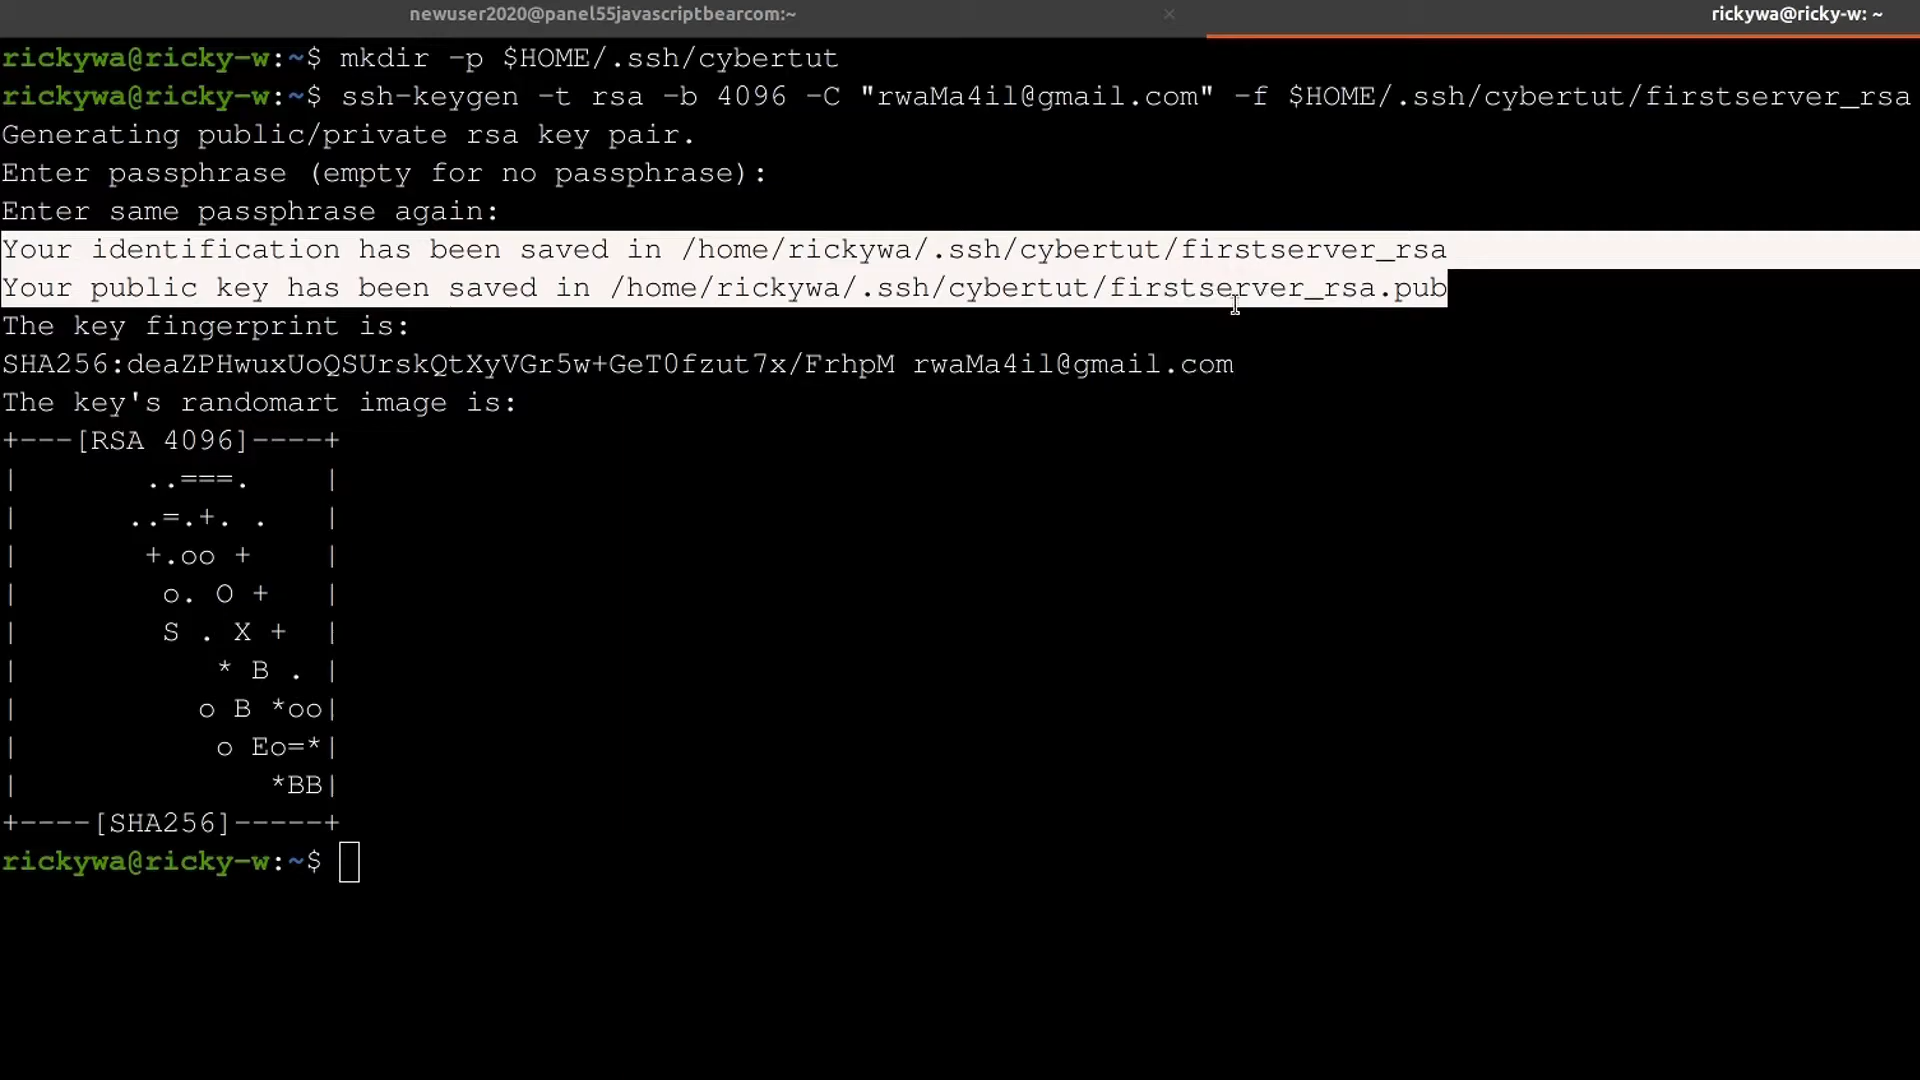 newuser2020@panel55javascriptbearcom:~ × rickywa@ricky-w: ~
rickywa@ricky-w:~$ mkdir -p $HOME/.ssh/cybertut
rickywa@ricky-w:~$ ssh-keygen -t rsa -b 4096 -C "rwaMa4il@gmail.com" -f $HOME/.ssh/cybertut/firstserver_rsa
Generating public/private rsa key pair.
Enter passphrase (empty for no passphrase):
Enter same passphrase again:
Your identification has been saved in /home/rickywa/.ssh/cybertut/firstserver_rsa
Your public key has been saved in /home/rickywa/.ssh/cybertut/firstserver_rsa.pub
The key fingerprint is:
SHA256:deaZPHwuxUoQSUrskQtXyVGr5w+GeT0fzut7x/FrhpM rwaMa4il@gmail.com
The key's randomart image is:
+---[RSA 4096]----+
|       ..===.    |
|      ..=.+. .   |
|       +.oo +    |
|        o. O +   |
|        S . X +  |
|           * B . |
|          o B *oo|
|           o Eo=*|
|              *BB|
+----[SHA256]-----+
rickywa@ricky-w:~$